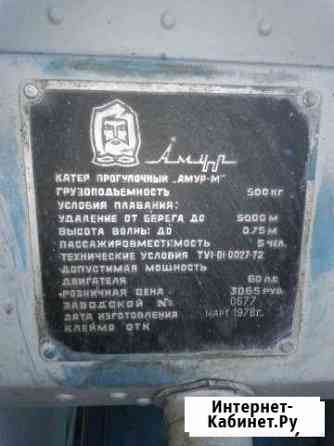 Амур
КАТЕР ПРОГУЛОЧНЫЙ „АМУР-М"
ГРУЗОПОДЪЕМНОСТЬ 500 КГ
УСЛОВИЯ ПЛАВАНИЯ:
УДАЛЕНИЕ ОТ БЕРЕГА ДО 5000 М
ВЫСОТА ВОЛНЫ ДО 0,75 М
ПАССАЖИРОВМЕСТИМОСТЬ 5 ЧЕЛ.
ТЕХНИЧЕСКИЕ УСЛОВИЯ ТУ1-01-0027-72
ДОПУСТИМАЯ МОЩНОСТЬ
ДВИГАТЕЛЯ 60 Л.С.
РОЗНИЧНАЯ ЦЕНА 3065 РУБ.
ЗАВОДСКОЙ № 0677
ДАТА ИЗГОТОВЛЕНИЯ МАРТ 1978г.
КЛЕЙМО ОТК
Интернет-
Кабинет.Ру